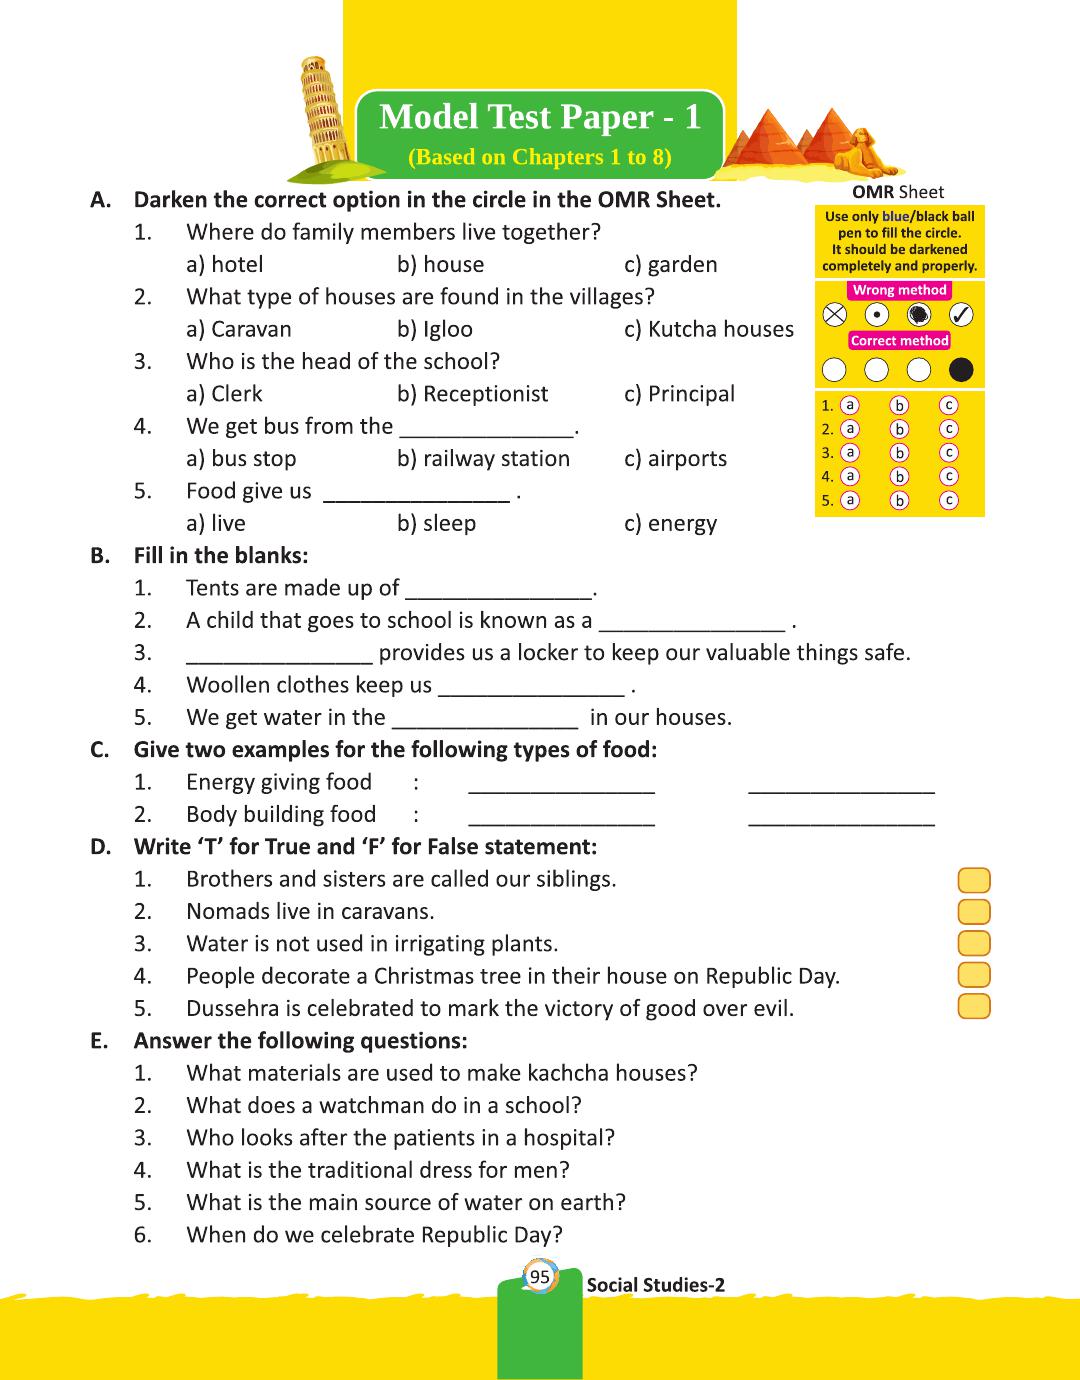 Model Test Paper - 1
(Based on Chapters 1 to 8)
A. Darken the correct option in the circle in the OMR Sheet.
1. Where do family members live together?
a) hotel b) house c) garden
2. What type of houses are found in the villages?
a) Caravan b) Igloo c) Kutcha houses
3. Who is the head of the school?
a) Clerk b) Receptionist c) Principal
4. We get bus from the ______________.
a) bus stop b) railway station c) airports
5. Food give us _______________ .
a) live b) sleep c) energy
OMR Sheet
Use only blue/black ball
pen to fill the circle.
It should be darkened
completely and properly.
Wrong method
Correct method
1. a b c
2. a b c
3. a b c
4. a b c
5. a b c
B. Fill in the blanks:
1. Tents are made up of _______________.
2. A child that goes to school is known as a _______________ .
3. _______________ provides us a locker to keep our valuable things safe.
4. Woollen clothes keep us _______________ .
5. We get water in the _______________ in our houses.
C. Give two examples for the following types of food:
1. Energy giving food : _______________ _______________
2. Body building food : _______________ _______________
D. Write ‘T’ for True and ‘F’ for False statement:
1. Brothers and sisters are called our siblings.
2. Nomads live in caravans.
3. Water is not used in irrigating plants.
4. People decorate a Christmas tree in their house on Republic Day.
5. Dussehra is celebrated to mark the victory of good over evil.
E. Answer the following questions:
1. What materials are used to make kachcha houses?
2. What does a watchman do in a school?
3. Who looks after the patients in a hospital?
4. What is the traditional dress for men?
5. What is the main source of water on earth?
6. When do we celebrate Republic Day?
95 Social Studies-2